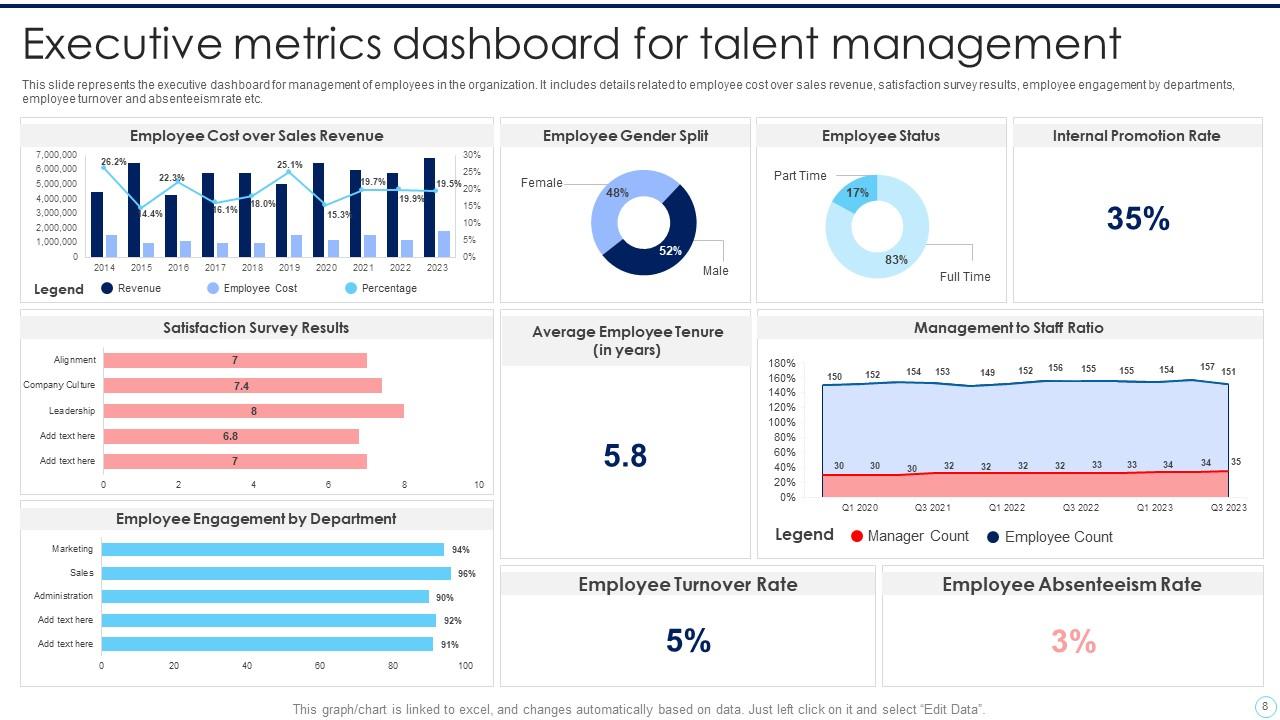 Executive metrics dashboard for talent management
This slide represents the executive dashboard for management of employees in the organization. It includes details related to employee cost over sales revenue, satisfaction survey results, employee engagement by departments,
employee turnover and absenteeism rate etc.
Employee Cost over Sales Revenue
7,000,000
6,000,000
5,000,000
4,000,000
3,000,000
2,000,000
1,000,000
0
30%
25%
20%
15%
10%
5%
0%
26.2%
14.4%
22.3%
16.1%
18.0%
25.1%
15.3%
19.7%
19.9%
19.5%
2014 2015 2016 2017 2018 2019 2020 2021 2022 2023
Legend Revenue Employee Cost Percentage
Employee Gender Split
Female
48%
52%
Male
Employee Status
Part Time
17%
83%
Full Time
Internal Promotion Rate
35%
Satisfaction Survey Results
Alignment 7
Company Culture 7.4
Leadership 8
Add text here 6.8
Add text here 7
0 2 4 6 8 10
Average Employee Tenure
(in years)
5.8
Management to Staff Ratio
180%
160%
140%
120%
100%
80%
60%
40%
20%
0%
150 152 154 153 149 152 156 155 155 154 157 151
30 30 30 32 32 32 32 33 33 34 34 35
Q1 2020 Q3 2021 Q1 2022 Q3 2022 Q1 2023 Q3 2023
Legend Manager Count Employee Count
Employee Engagement by Department
Marketing 94%
Sales 96%
Administration 90%
Add text here 92%
Add text here 91%
0 20 40 60 80 100
Employee Turnover Rate
5%
Employee Absenteeism Rate
3%
This graph/chart is linked to excel, and changes automatically based on data. Just left click on it and select “Edit Data”.
8